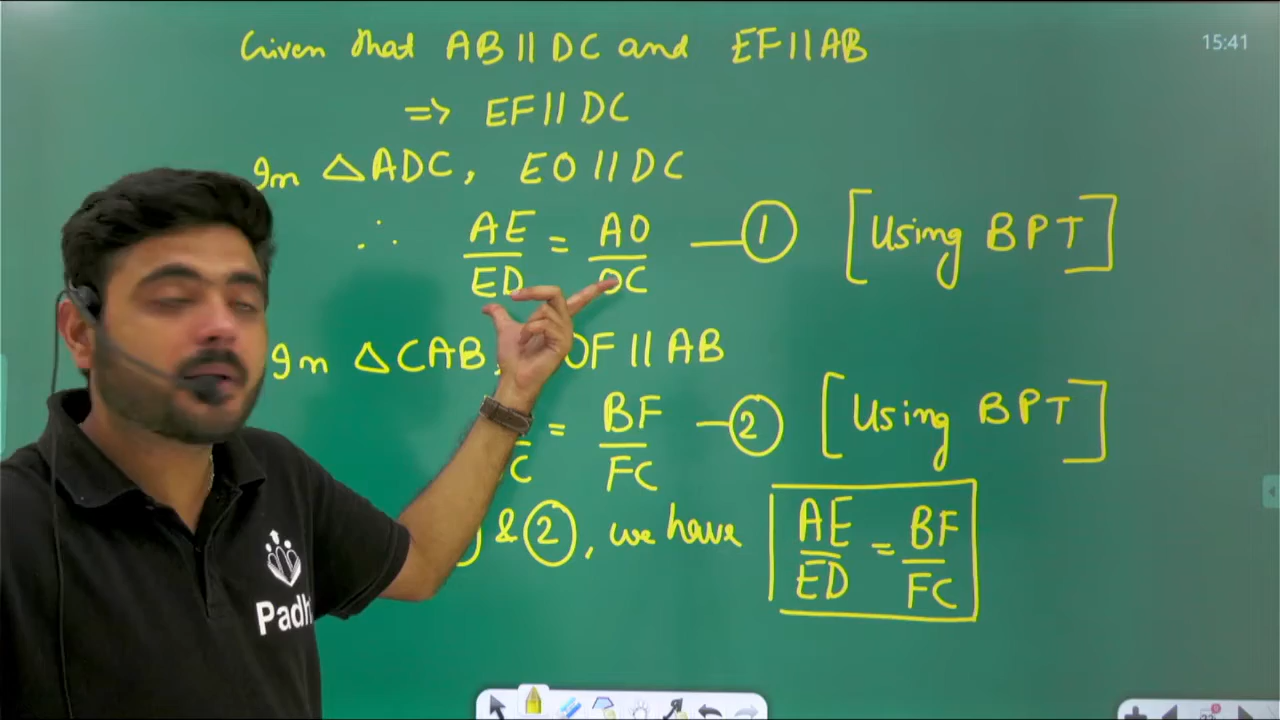 15:41
Given that AB || DC and EF || AB
=> EF || DC
In △ADC, EO || DC
∴ AE/ED = AO/OC —① [Using BPT]
In △CAB, OF || AB
C = BF/FC —② [Using BPT]
& ②, we have AE/ED = BF/FC
Padh